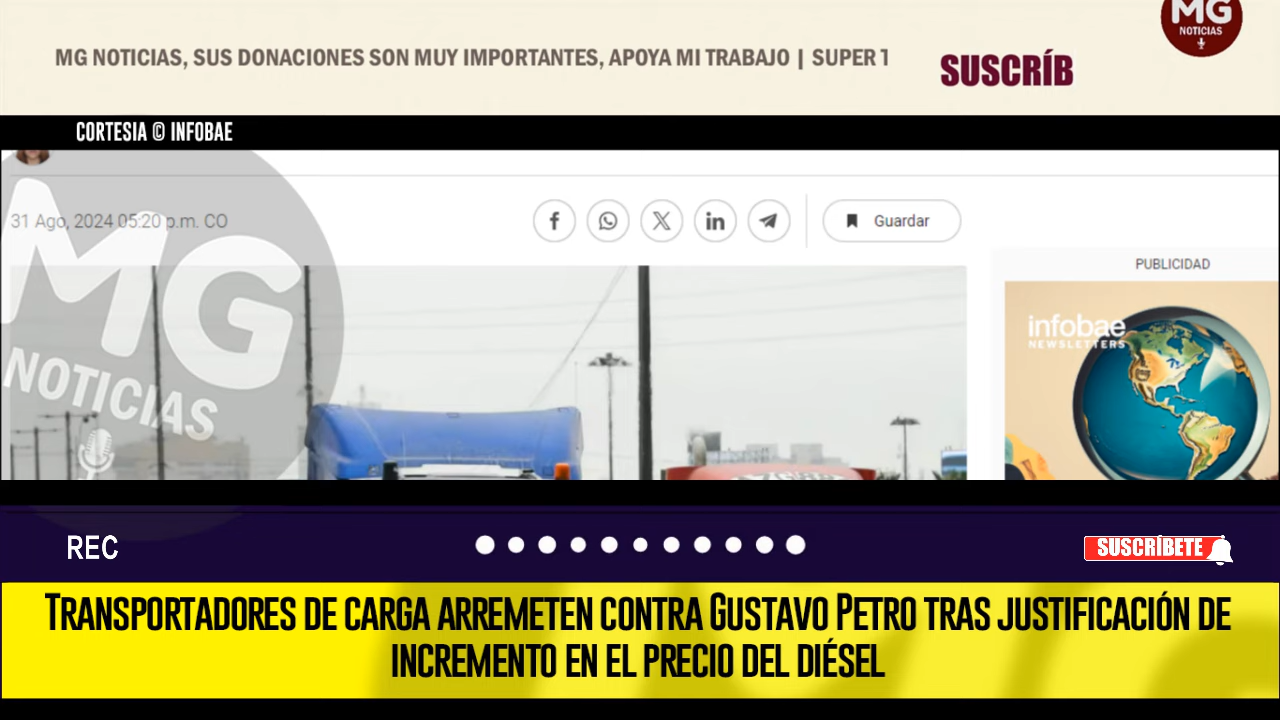 MG
NOTICIAS
MG NOTICIAS, SUS DONACIONES SON MUY IMPORTANTES, APOYA MI TRABAJO | SUPER T
SUSCRÍB
CORTESIA © INFOBAE
31 Ago, 2024 05:20 p.m. CO
Guardar
PUBLICIDAD
MG
NOTICIAS
infobae
NEWSLETTERS
REC
SUSCRÍBETE
TRANSPORTADORES DE CARGA ARREMETEN CONTRA GUSTAVO PETRO TRAS JUSTIFICACIÓN DE
INCREMENTO EN EL PRECIO DEL DIÉSEL